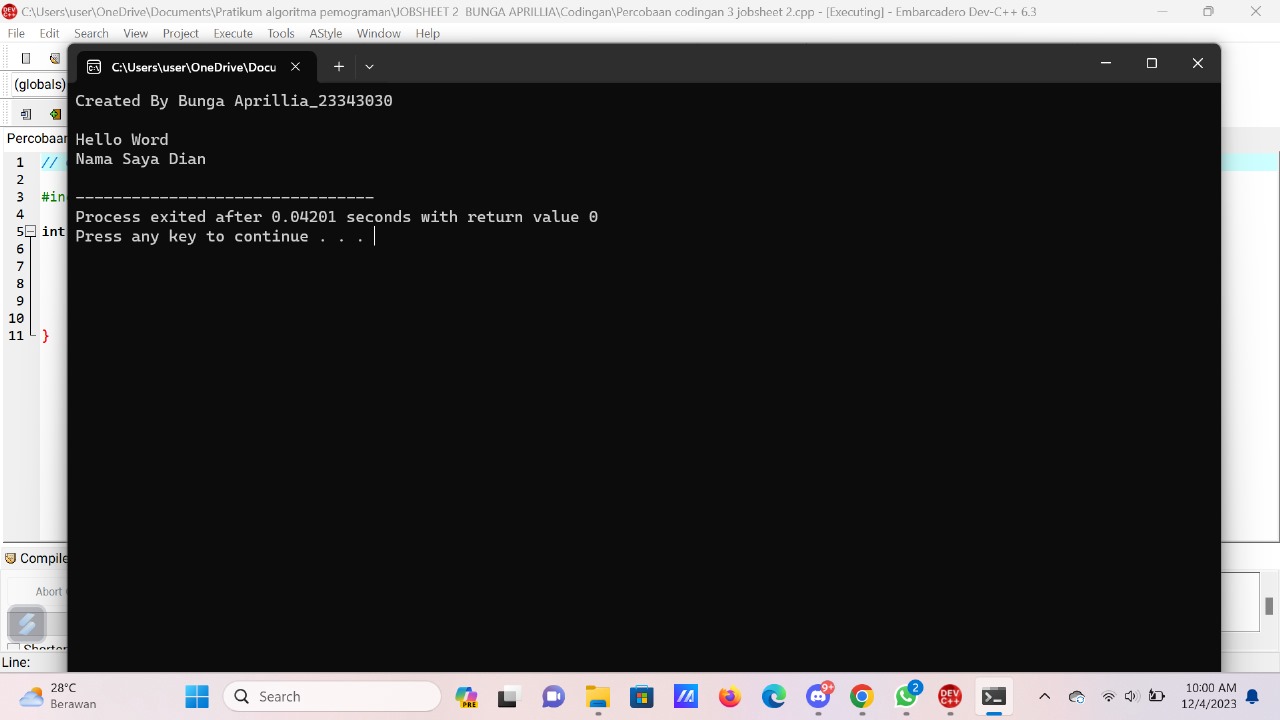 C:\Users\user\OneDrive\Documents\Pratikum algoritma pemograman\JOBSHEET 2 BUNGA APRILLIA\Codingan\Percobaan codingan 3 jobsheet 2.cpp - [Executing] - Embarcadero Dev-C++ 6.3
File Edit Search View Project Execute Tools AStyle Window Help
C:\Users\user\OneDrive\Docu
(globals)
Created By Bunga Aprillia_23343030
Percobaan
Hello Word
Nama Saya Dian
1 //
2
3 #in
4
5 int
6
7
8
9
10
11 }
--------------------------------
Process exited after 0.04201 seconds with return value 0
Press any key to continue . . .
Compile
Abort
Shorten
Line:
28°C
Berawan
Search
PRE
9+
2
DEV
C++
10:00 AM
12/4/2023